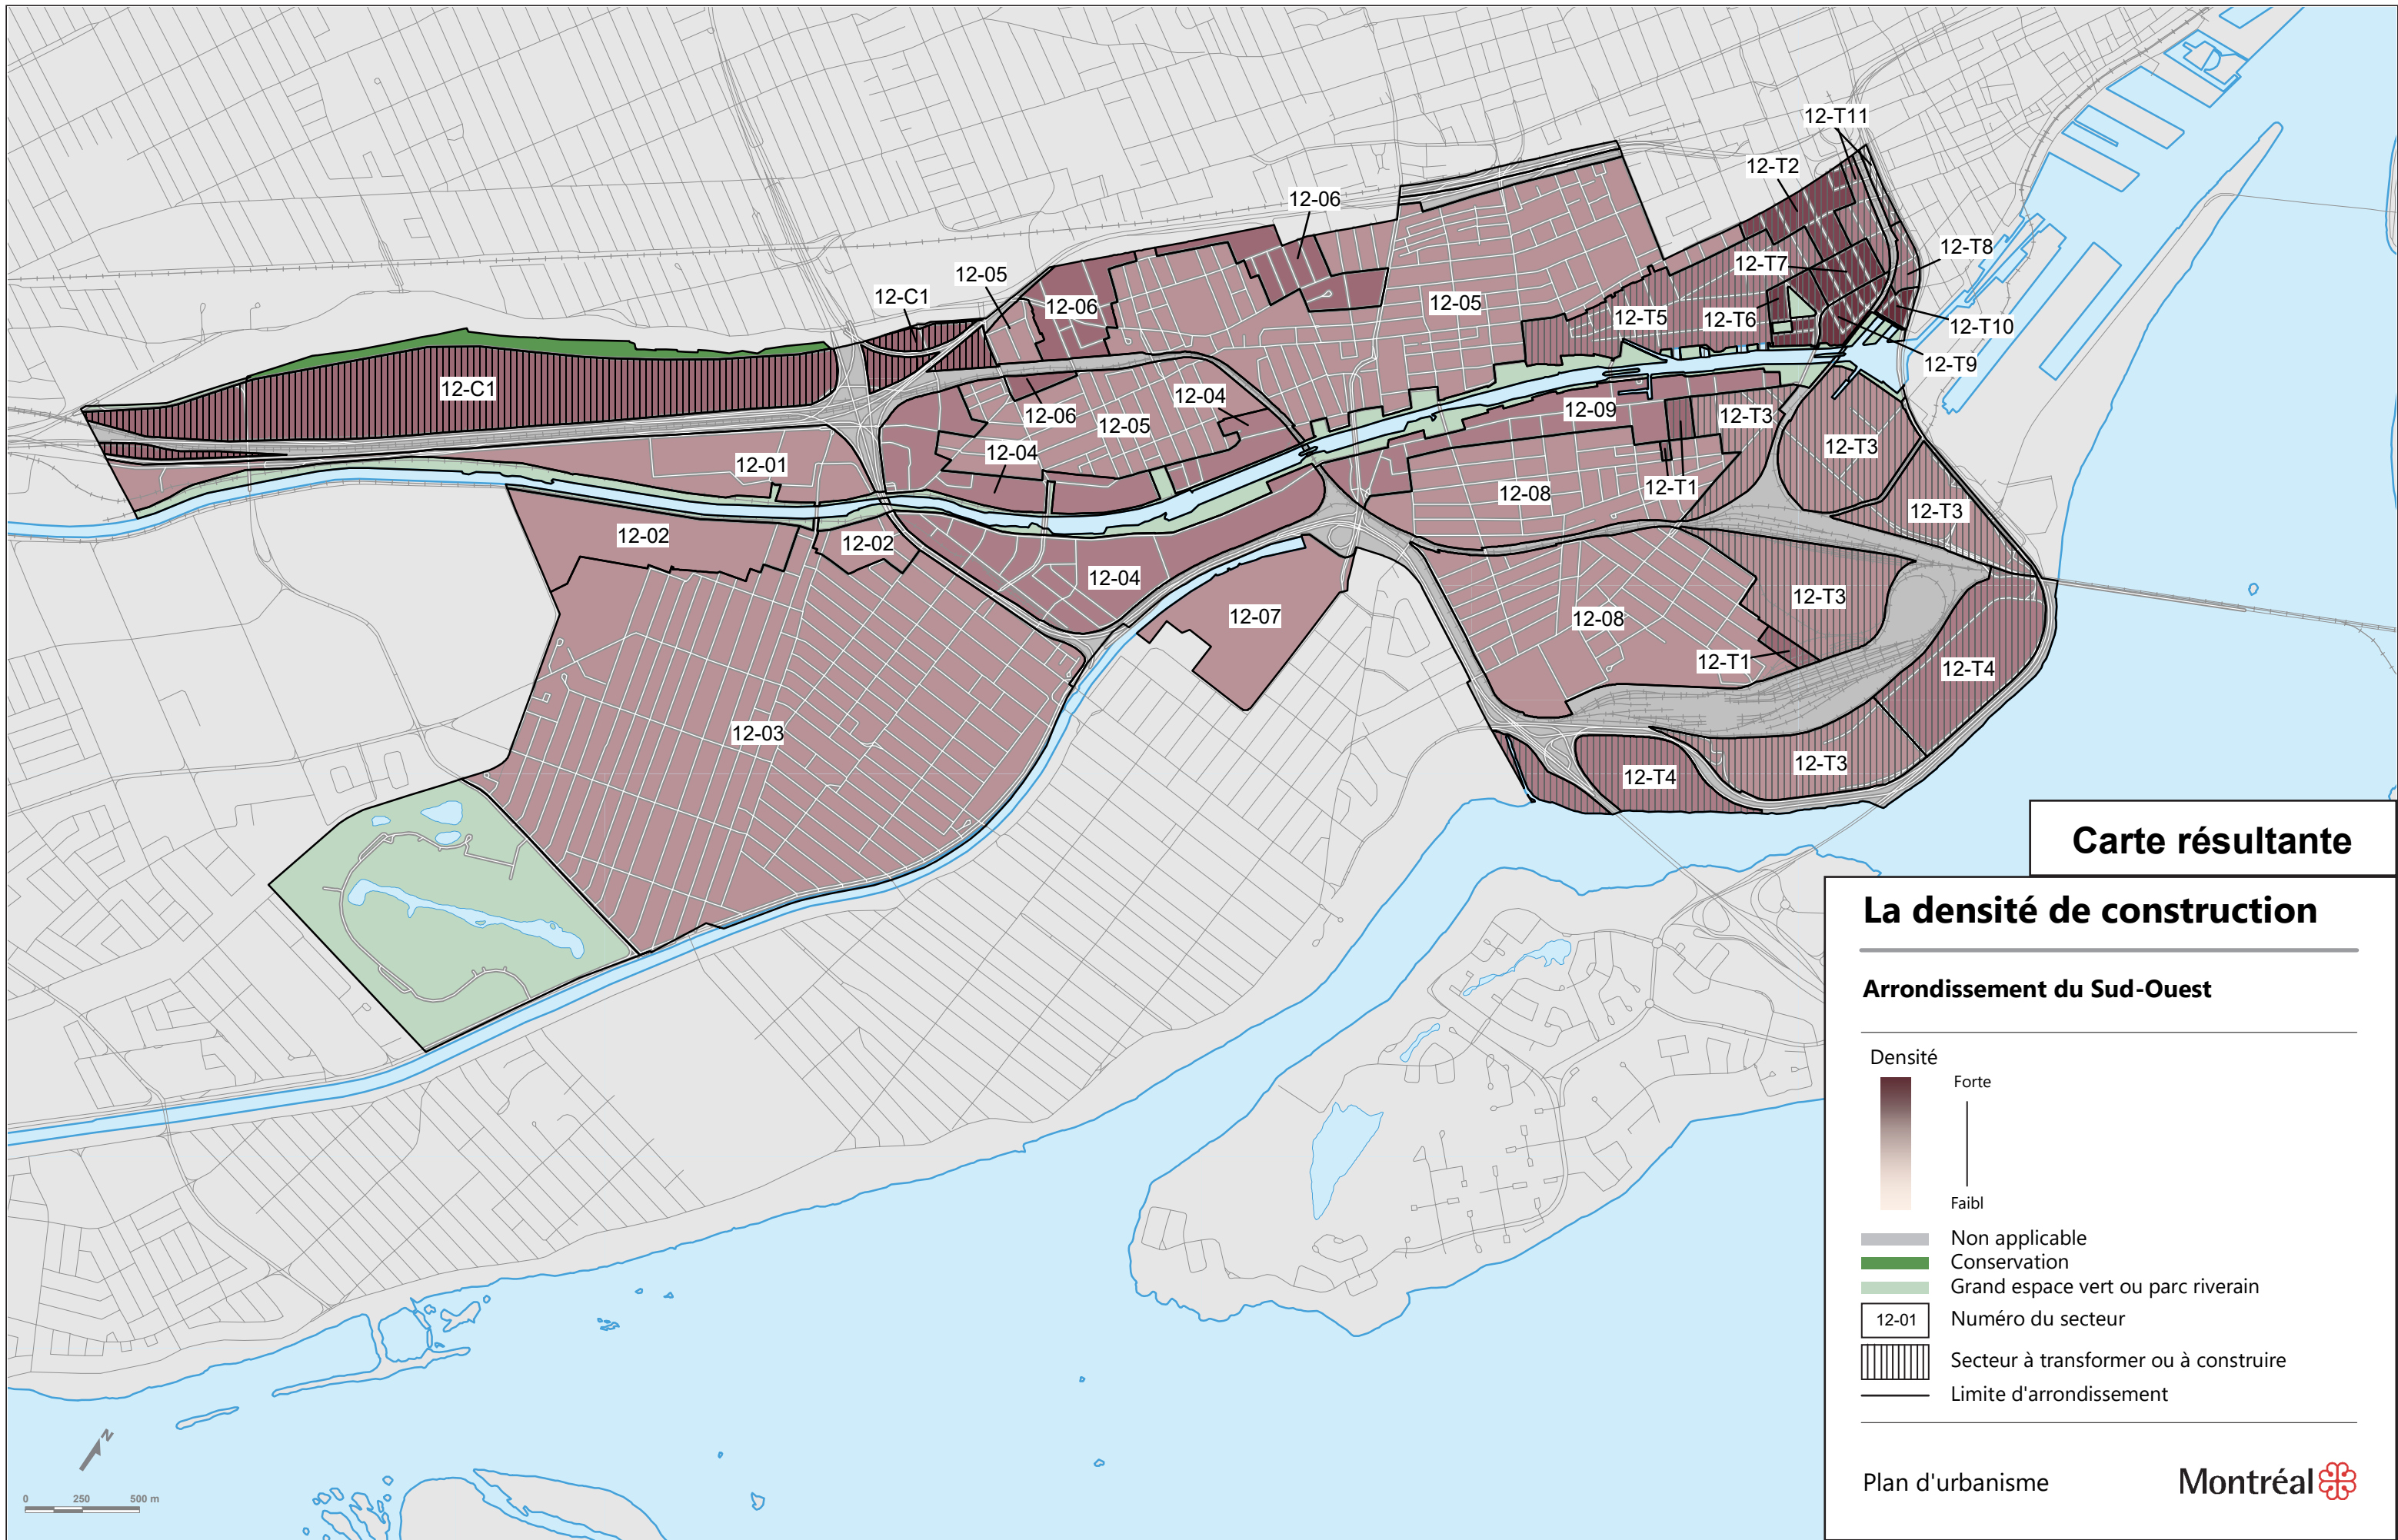 12-T11
12-T2
12-06
12-T8
12-T7
12-05
12-C1
12-06
12-05
12-T5
12-T6
12-T10
12-T9
12-C1
12-04
12-06
12-09
12-T3
12-05
12-04
12-T3
12-01
12-T1
12-08
12-T3
12-02
12-02
12-04
12-T3
12-07
12-08
12-T1
12-T4
12-03
12-T3
12-T4
Carte résultante
La densité de construction
Arrondissement du Sud-Ouest
Densité
Forte
Faibl
Non applicable
Conservation
Grand espace vert ou parc riverain
12-01 Numéro du secteur
Secteur à transformer ou à construire
Limite d'arrondissement
N
0 250 500 m
Plan d'urbanisme
Montréal